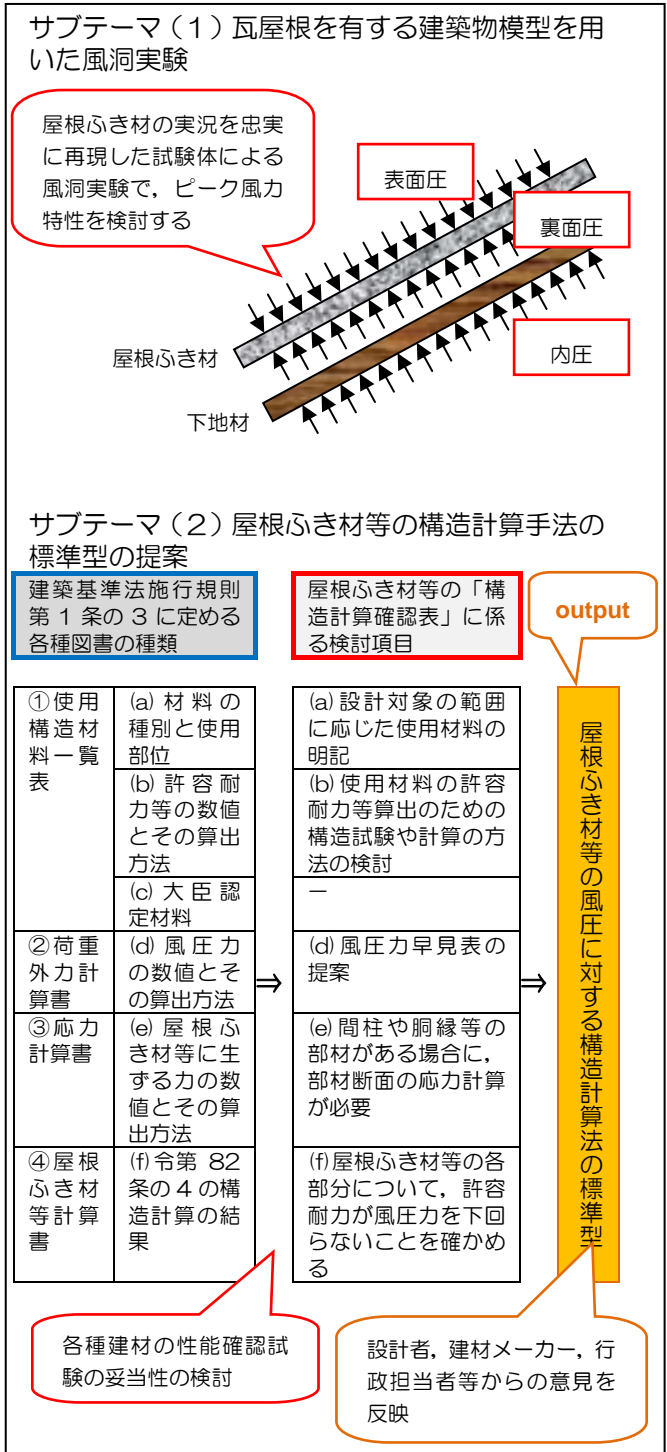 サブテーマ（１）瓦屋根を有する建築物模型を用
いた風洞実験
屋根ふき材の実況を忠実
に再現した試験体による
風洞実験で，ピーク風力
特性を検討する
表面圧
裏面圧
内圧
屋根ふき材
下地材
サブテーマ（２）屋根ふき材等の構造計算手法の
標準型の提案
建築基準法施行規則
第１条の３に定める
各種図書の種類
屋根ふき材等の「構
造計算確認表」に係
る検討項目
output
①使用
構造材
料一覧
表
(a)材料の
種別と使用
部位
(a)設計対象の範囲
に応じた使用材料の
明記
(b)許容耐
力等の数値
とその算出
方法
(b)使用材料の許容
耐力等算出のための
構造試験や計算の方
法の検討
(c)大臣認
定材料
－
②荷重
外力計
算書
(d)風圧力
の数値とそ
の算出方法
⇒
(d)風圧力早見表の
提案
⇒
③応力
計算書
(e)屋根ふ
き材等に生
ずる力の数
値とその算
出方法
(e)間柱や胴縁等の
部材がある場合に，
部材断面の応力計算
が必要
④屋根
ふき材
等計算
書
(f)令第 82
条の４の構
造計算の結
果
(f)屋根ふき材等の各
部分について，許容
耐力が風圧力を下回
らないことを確かめ
る
屋根ふき材等の風圧に対する構造計算法の標準型
各種建材の性能確認試
験の妥当性の検討
設計者，建材メーカー，行
政担当者等からの意見を
反映